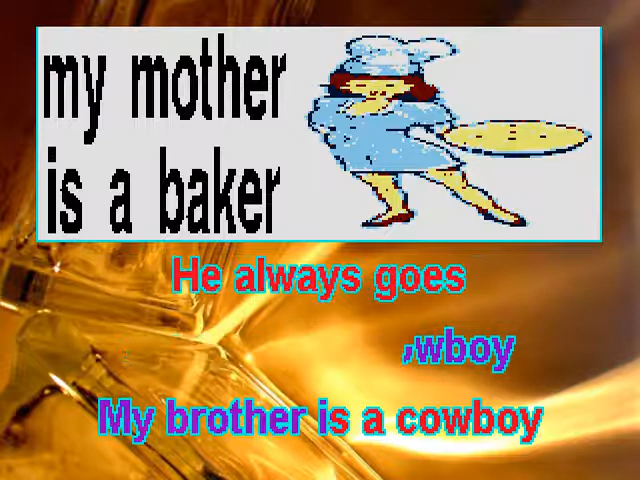 my mother
is a baker
He always goes
wboy
My brother is a cowboy